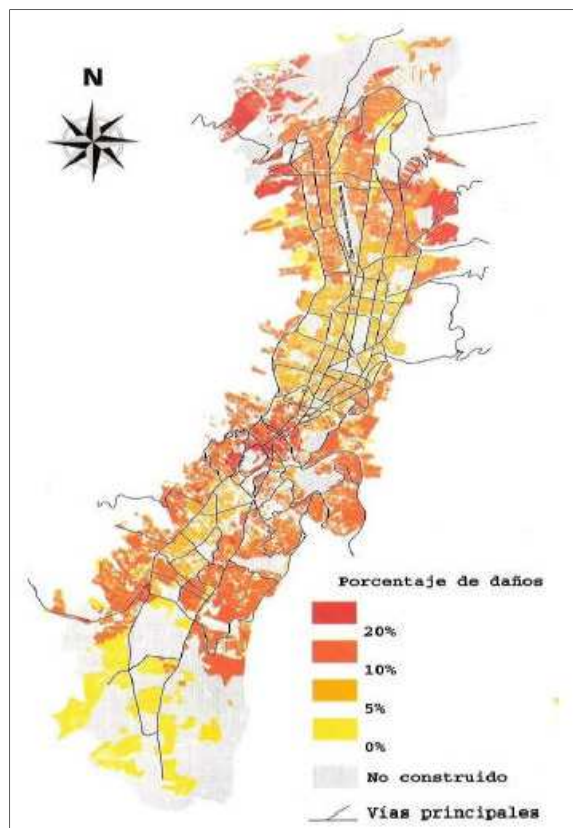 N
Porcentaje de daños
20%
10%
5%
0%
No construido
Vías principales